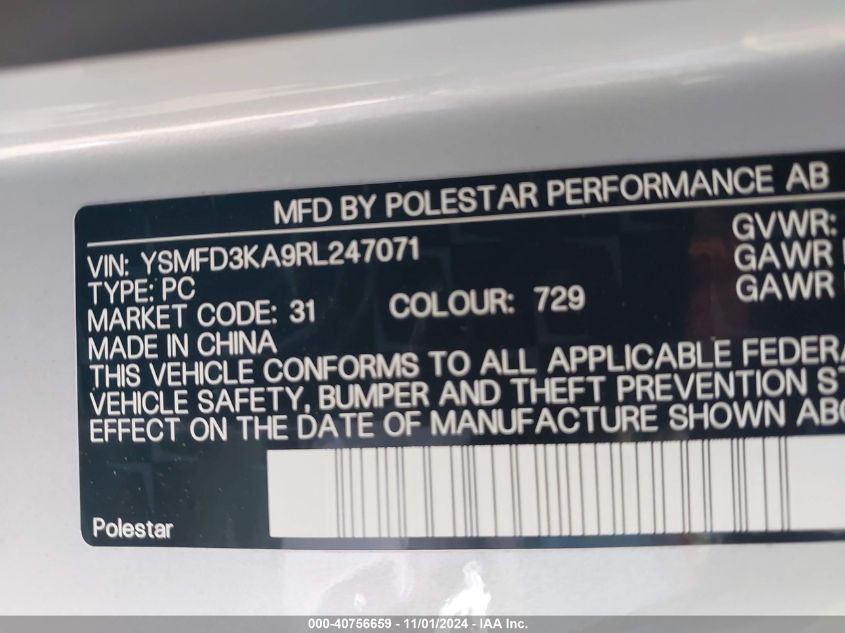 MFD BY POLESTAR PERFORMANCE AB
VIN: YSMFD3KA9RL247071
GVWR:
TYPE: PC
GAWR
MARKET CODE: 31 COLOUR: 729
GAWR
MADE IN CHINA
THIS VEHICLE CONFORMS TO ALL APPLICABLE FEDERA
VEHICLE SAFETY, BUMPER AND THEFT PREVENTION ST
EFFECT ON THE DATE OF MANUFACTURE SHOWN ABO
Polestar
000-40756659 - 11/01/2024 - IAA Inc.